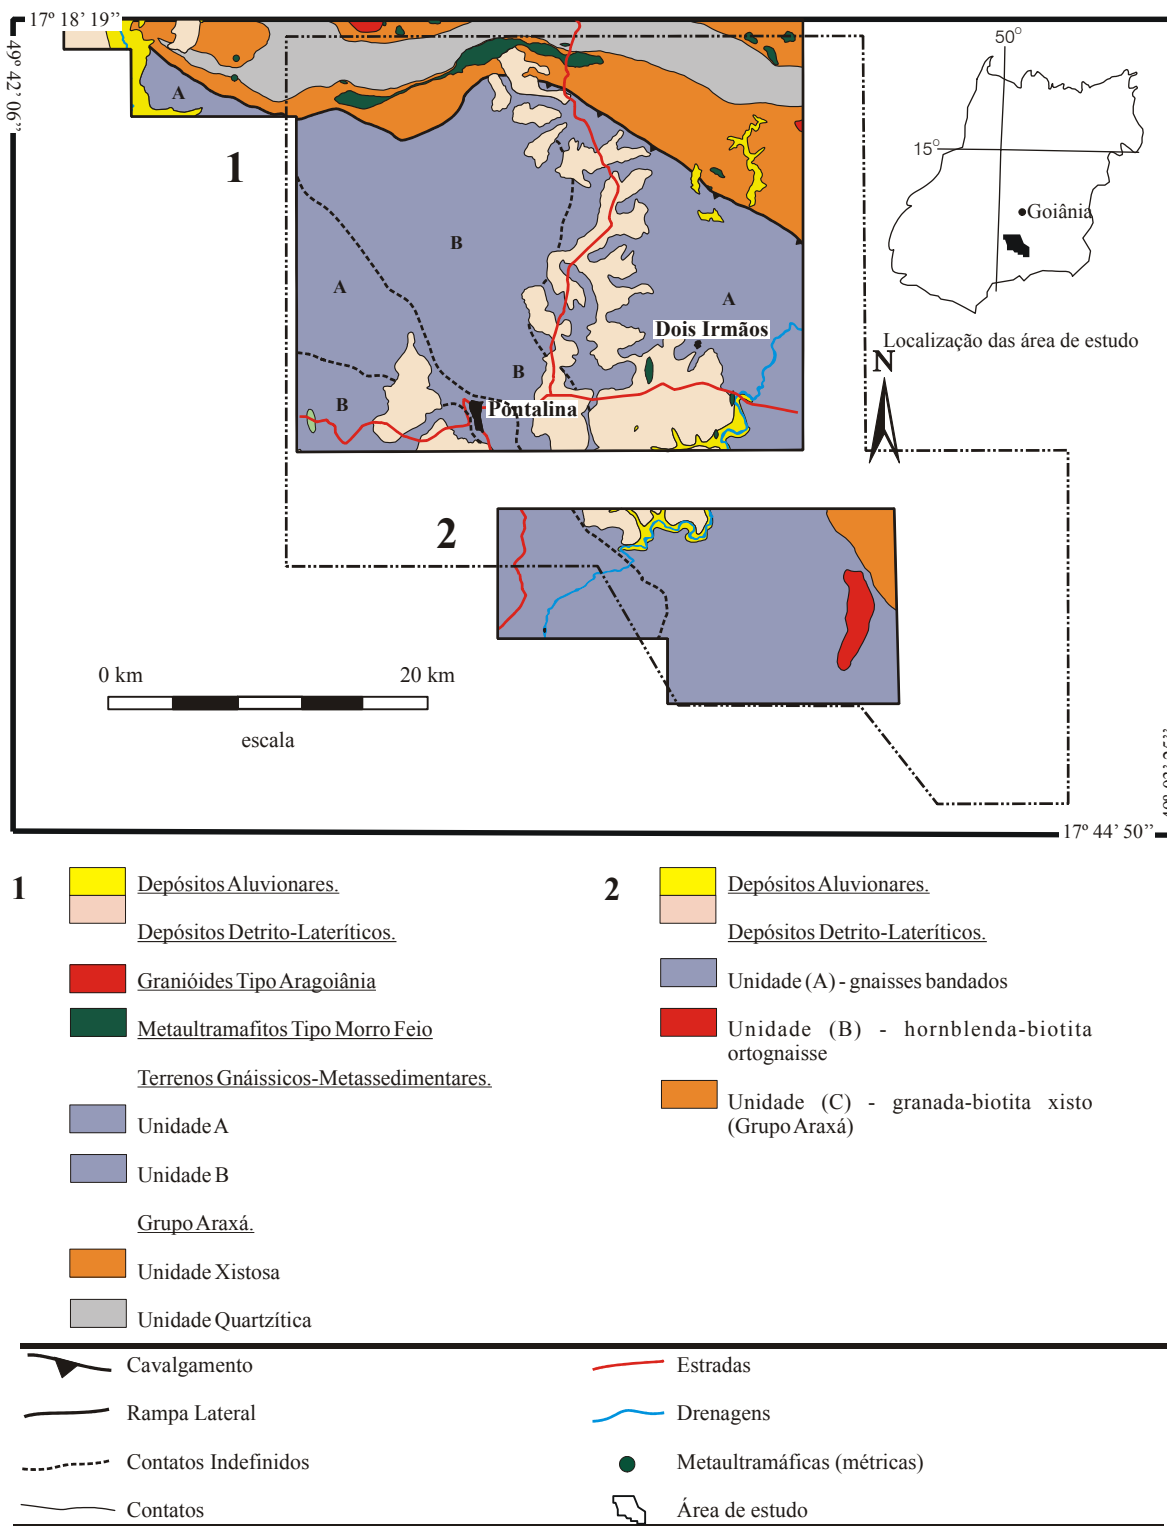 17º 18' 19’’
49º 42' 06’’
1
A
B
A
B
B
A
Dois Irmãos
Pontalina
50º
15º
Goiânia
Localização das área de estudo
N
2
0 km 20 km
escala
17º 44' 50’’
1
Depósitos Aluvionares.
Depósitos Detrito-Lateríticos.
Granióides Tipo Aragoiânia
Metaultramafitos Tipo Morro Feio
Terrenos Gnáissicos-Metassedimentares.
Unidade A
Unidade B
Grupo Araxá.
Unidade Xistosa
Unidade Quartzítica
2
Depósitos Aluvionares.
Depósitos Detrito-Lateríticos.
Unidade (A) - gnaisses bandados
Unidade (B) - hornblenda-biotita
ortognaisse
Unidade (C) - granada-biotita xisto
(Grupo Araxá)
Cavalgamento
Rampa Lateral
Contatos Indefinidos
Contatos
Estradas
Drenagens
Metaultramáficas (métricas)
Área de estudo